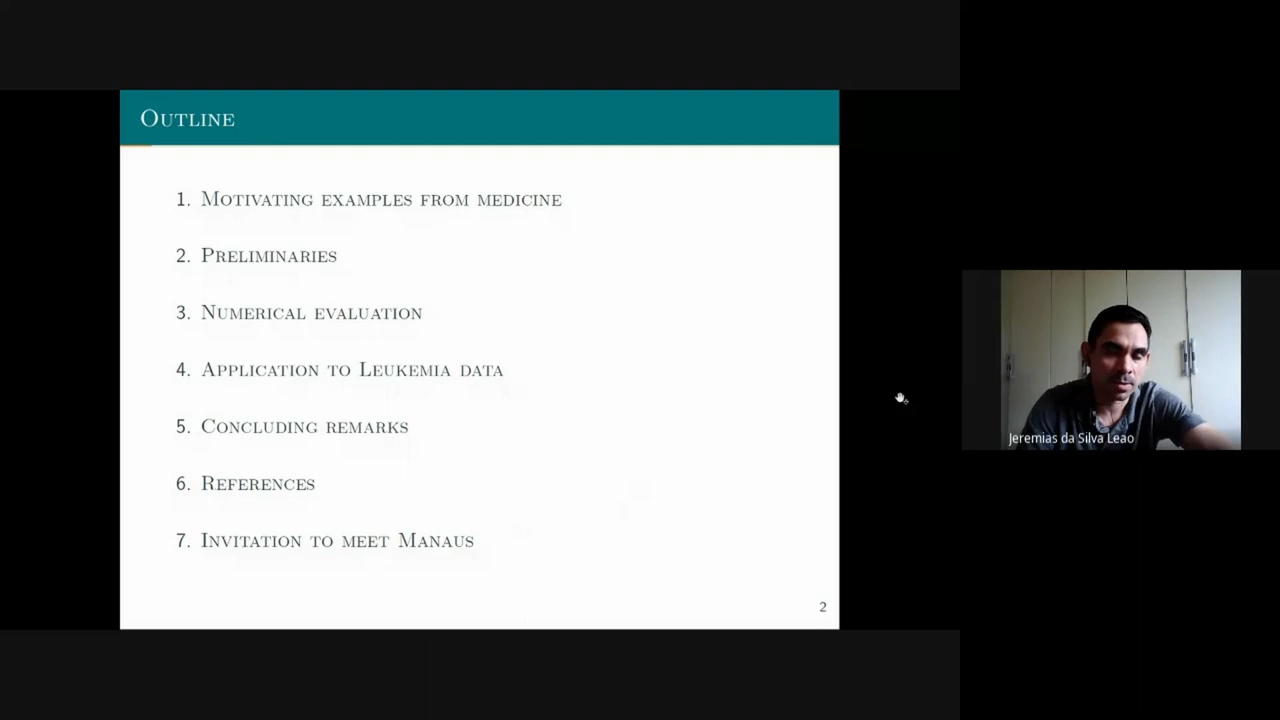 Outline
1. Motivating examples from medicine
2. Preliminaries
3. Numerical evaluation
4. Application to Leukemia data
5. Concluding remarks
6. References
7. Invitation to meet Manaus
2
Jeremias da Silva Leao